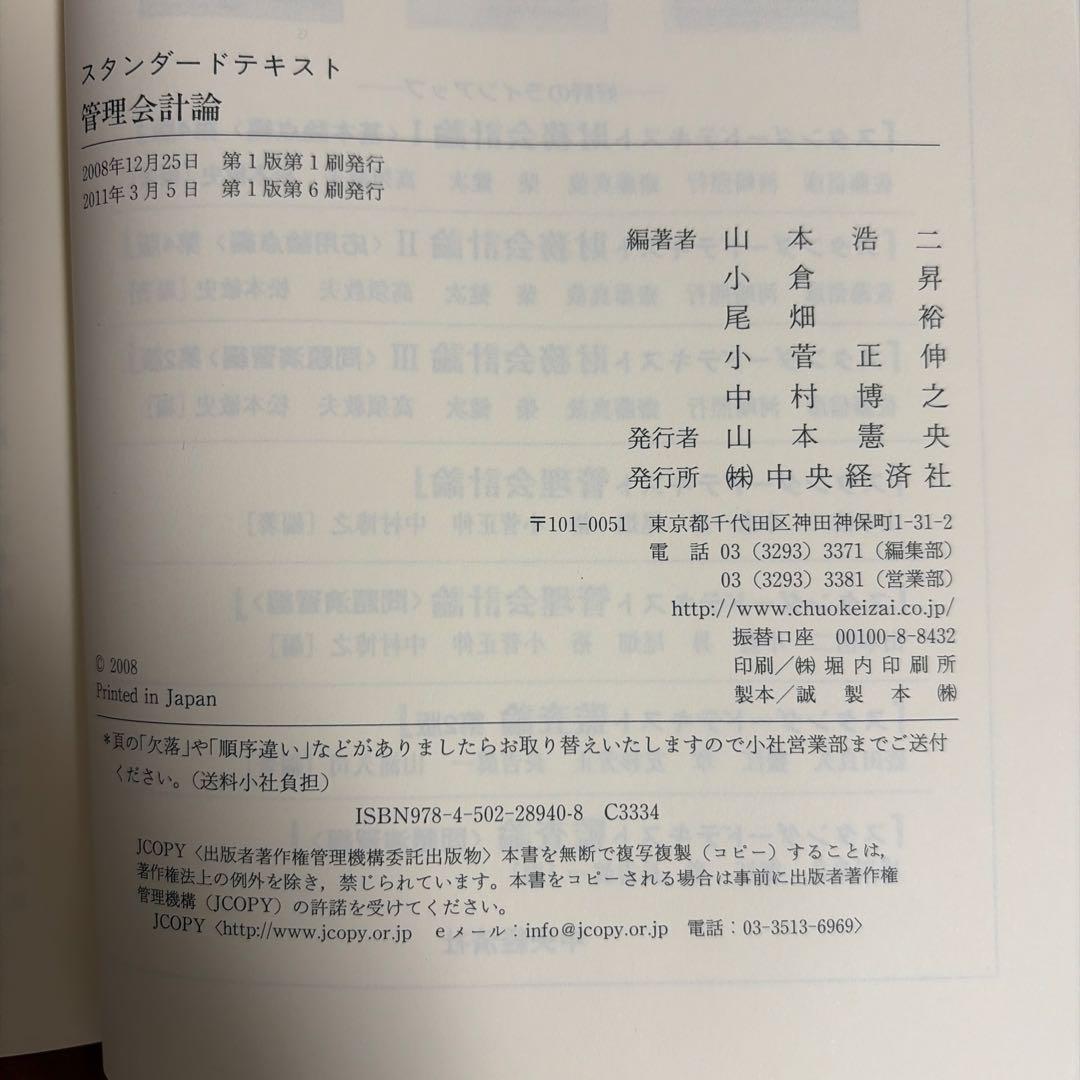 スタンダードテキスト
管理会計論
2008年12月25日　第1版第1刷発行
2011年3月5日　第1版第6刷発行
編著者　山本浩二
小倉昇
尾畑裕
小菅正伸
中村博之
発行者　山本憲央
発行所　㈱中央経済社
〒101-0051　東京都千代田区神田神保町1-31-2
電話 03（3293）3371（編集部）
03（3293）3381（営業部）
http://www.chuokeizai.co.jp/
振替口座　00100-8-8432
© 2008　印刷／㈱堀内印刷所
Printed in Japan　製本／誠製本㈱
＊頁の「欠落」や「順序違い」などがありましたらお取り替えいたしますので小社営業部までご送付
ください。（送料小社負担）
ISBN978-4-502-28940-8　C3334
JCOPY〈出版者著作権管理機構委託出版物〉本書を無断で複写複製（コピー）することは，
著作権法上の例外を除き，禁じられています。本書をコピーされる場合は事前に出版者著作権
管理機構（JCOPY）の許諾を受けてください。
JCOPY〈http://www.jcopy.or.jp　eメール：info@jcopy.or.jp　電話：03-3513-6969〉